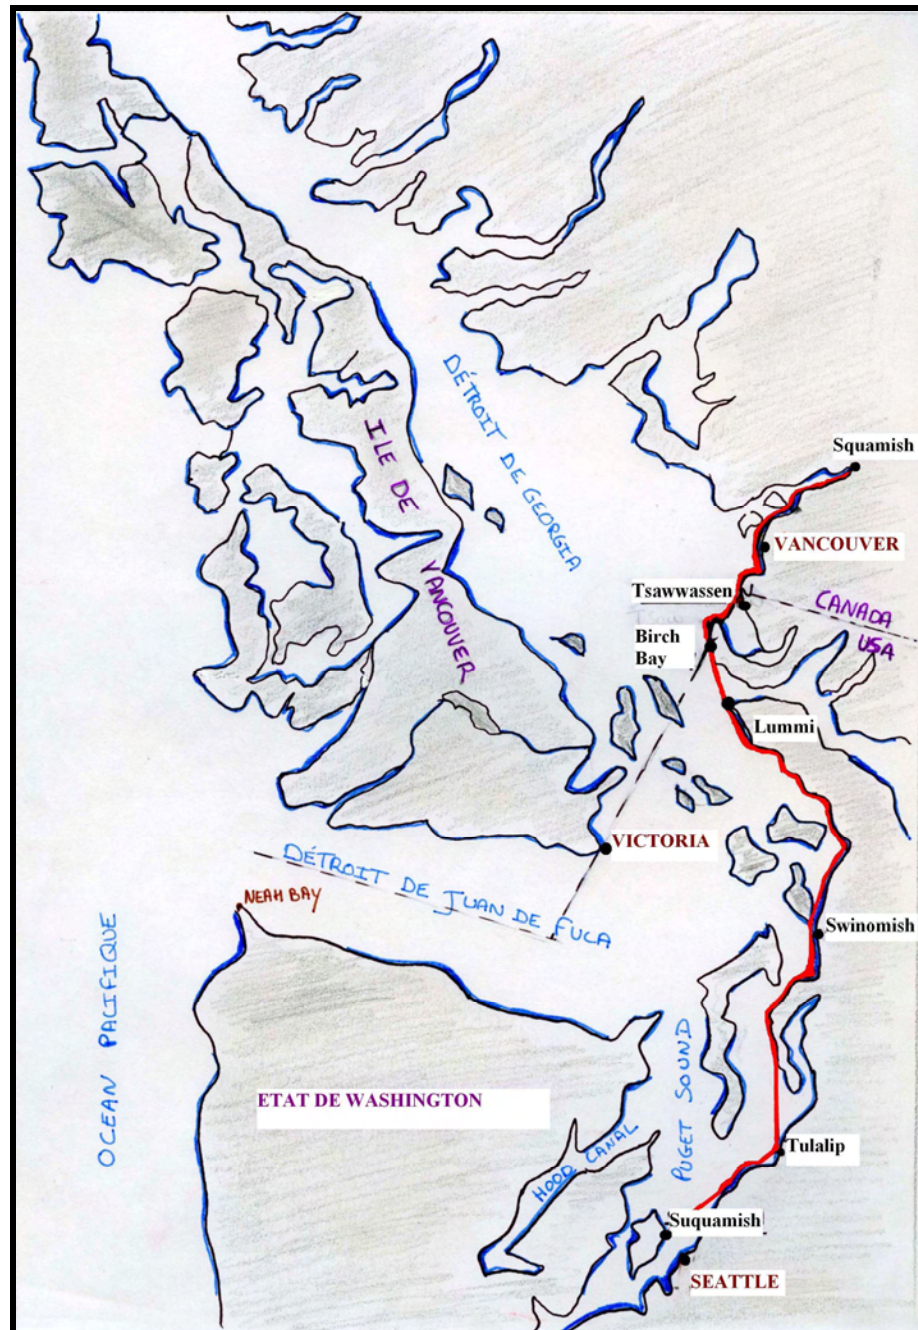 DÉTROIT DE GEORGIA
ILE DE
VANCOUVER
Squamish
VANCOUVER
Tsawwassen
CANADA
USA
Birch
Bay
Lummi
VICTORIA
DÉTROIT DE JUAN DE FUCA
NEAH BAY
Swinomish
OCEAN PACIFIQUE
PUGET SOUND
ETAT DE WASHINGTON
HOOD CANAL
Tulalip
Suquamish
SEATTLE